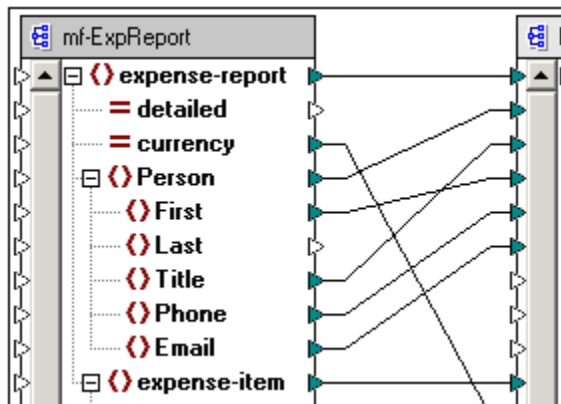 mf-ExpReport
expense-report
detailed
currency
Person
First
Last
Title
Phone
Email
expense-item